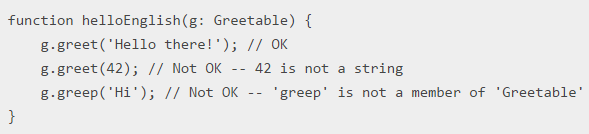 function helloEnglish(g: Greetable) {
    g.greet('Hello there!'); // OK
    g.greet(42); // Not OK -- 42 is not a string
    g.greep('Hi'); // Not OK -- 'greep' is not a member of 'Greetable'
}